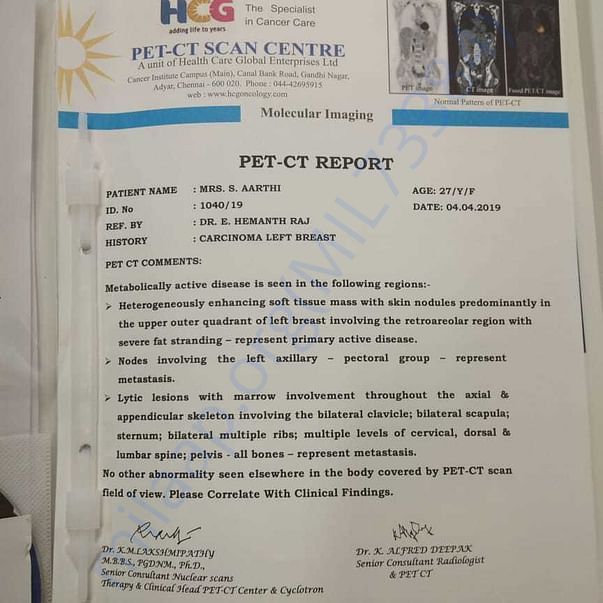 HCG
adding life to years
The Specialist
in Cancer Care
PET-CT SCAN CENTRE
A unit of Health Care Global Enterprises Ltd
Cancer Institute Campus (Main), Canal Bank Road, Gandhi Nagar,
Adyar, Chennai - 600 020. Phone : 044-42695915
web : www.hcgoncology.com
PET image
CT image
Fused PET/CT image
Normal Pattern of PET-CT
Molecular Imaging
PET-CT REPORT
PATIENT NAME : MRS. S. AARTHI AGE: 27/Y/F
ID. No : 1040/19 DATE: 04.04.2019
REF. BY : DR. E. HEMANTH RAJ
HISTORY : CARCINOMA LEFT BREAST
PET CT COMMENTS:
Metabolically active disease is seen in the following regions:-
➢ Heterogeneously enhancing soft tissue mass with skin nodules predominantly in
the upper outer quadrant of left breast involving the retroareolar region with
severe fat stranding – represent primary active disease.
➢ Nodes involving the left axillary – pectoral group – represent
metastasis.
➢ Lytic lesions with marrow involvement throughout the axial &
appendicular skeleton involving the bilateral clavicle; bilateral scapula;
sternum; bilateral multiple ribs; multiple levels of cervical, dorsal &
lumbar spine; pelvis - all bones – represent metastasis.
No other abnormality seen elsewhere in the body covered by PET-CT scan
field of view. Please Correlate With Clinical Findings.
Dr. K.M.LAKSHMIPATHY
M.B.B.S., PGDNM., Ph.D.,
Senior Consultant Nuclear scans
Therapy & Clinical Head PET-CT Center & Cyclotron
Dr. K. ALFRED DEEPAK
Senior Consultant Radiologist
& PET CT